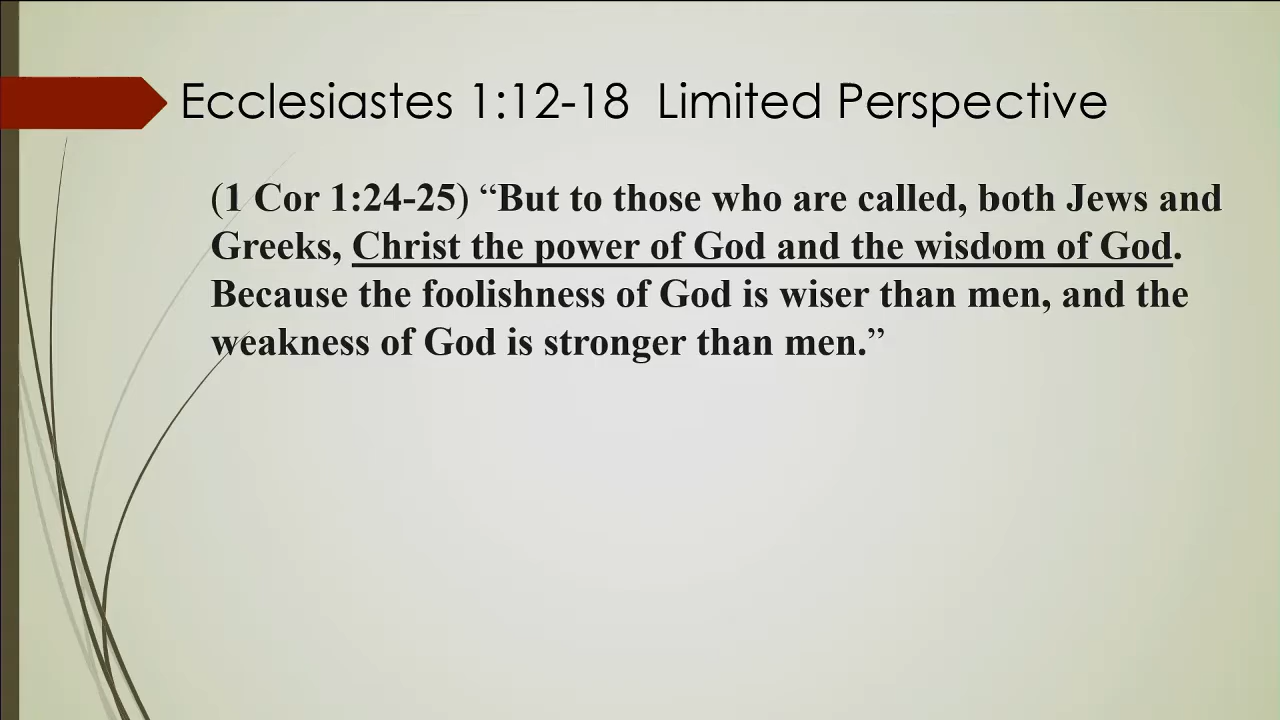 Ecclesiastes 1:12-18  Limited Perspective
(1 Cor 1:24-25) “But to those who are called, both Jews and
Greeks, Christ the power of God and the wisdom of God.
Because the foolishness of God is wiser than men, and the
weakness of God is stronger than men.”